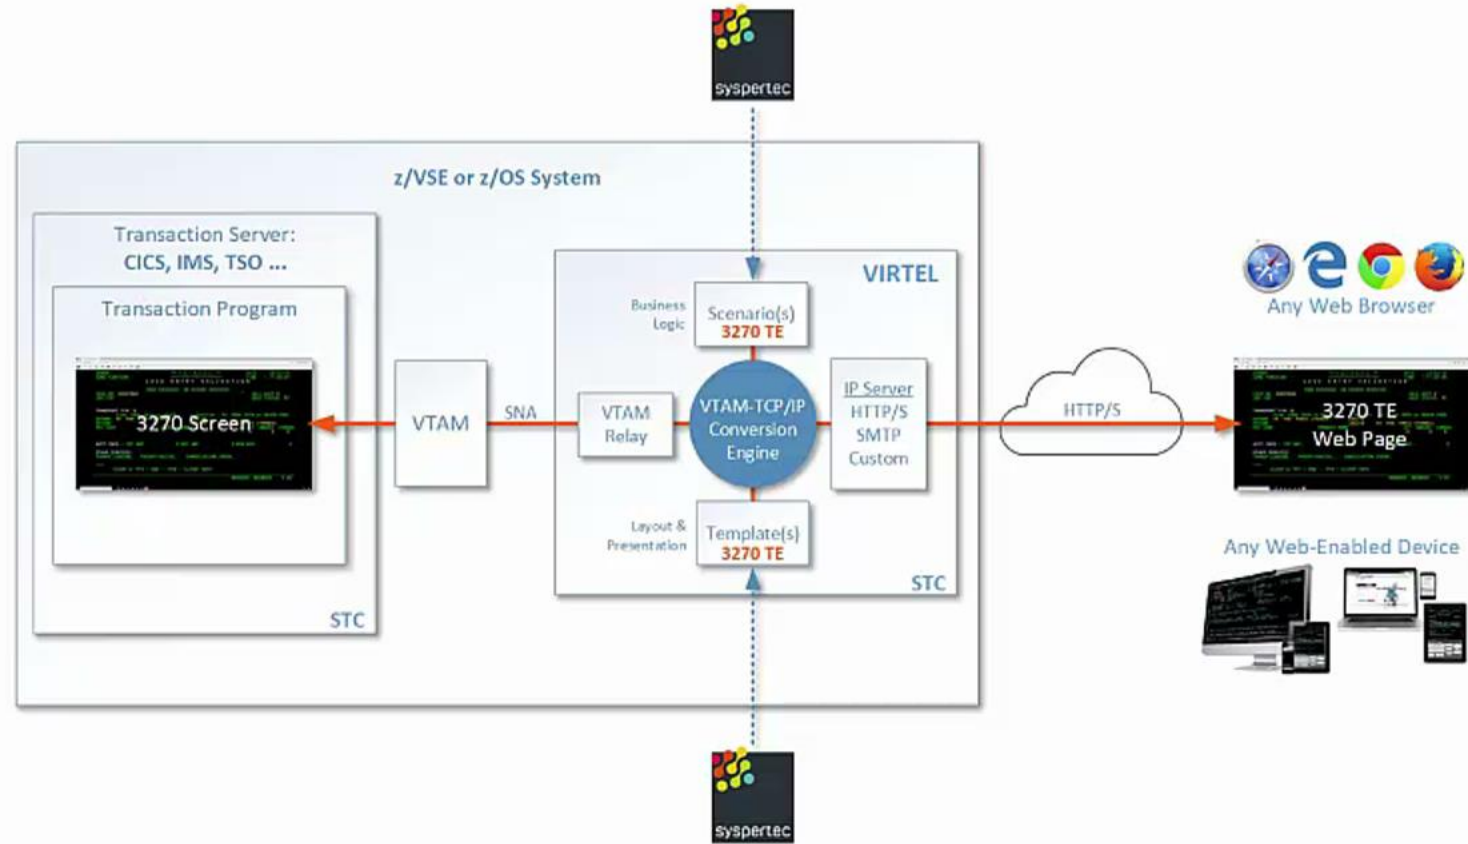 syspertec
z/VSE or z/OS System
Transaction Server:
CICS, IMS, TSO ...
Transaction Program
3270 Screen
STC
VTAM
SNA
VIRTEL
Business
Logic
Scenario(s)
3270 TE
VTAM
Relay
VTAM-TCP/IP
Conversion
Engine
IP Server
HTTP/S
SMTP
Custom
Layout &
Presentation
Template(s)
3270 TE
STC
HTTP/S
Any Web Browser
3270 TE
Web Page
Any Web-Enabled Device
syspertec